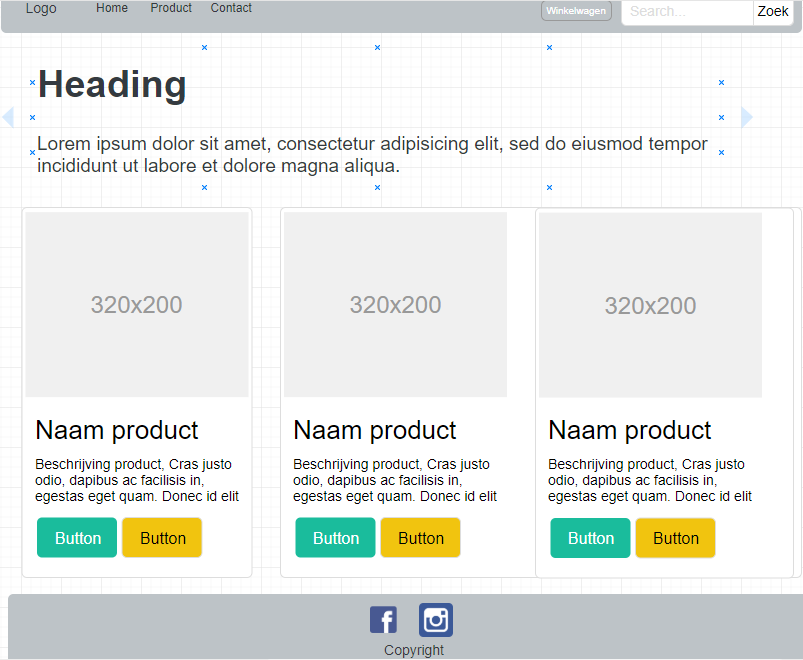 Logo Home Product Contact Winkelwagen Search... Zoek
Heading
Lorem ipsum dolor sit amet, consectetur adipisicing elit, sed do eiusmod tempor
incididunt ut labore et dolore magna aliqua.
320x200
Naam product
Beschrijving product, Cras justo
odio, dapibus ac facilisis in,
egestas eget quam. Donec id elit
Button Button
320x200
Naam product
Beschrijving product, Cras justo
odio, dapibus ac facilisis in,
egestas eget quam. Donec id elit
Button Button
320x200
Naam product
Beschrijving product, Cras justo
odio, dapibus ac facilisis in,
egestas eget quam. Donec id elit
Button Button
Copyright